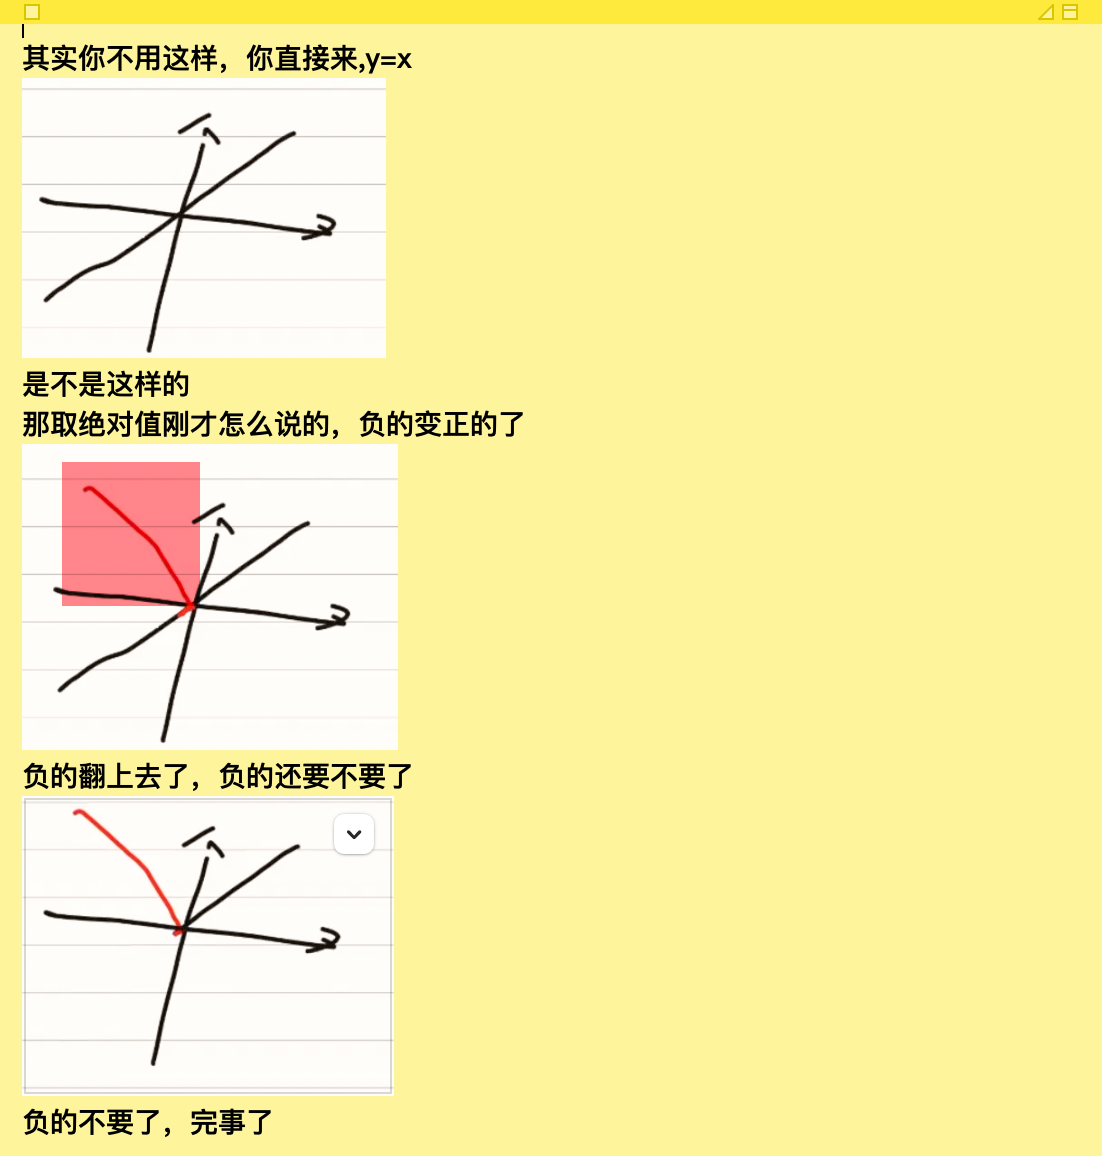 其实你不用这样，你直接来,y=x
是不是这样的
那取绝对值刚才怎么说的，负的变正的了
负的翻上去了，负的还要不要了
负的不要了，完事了